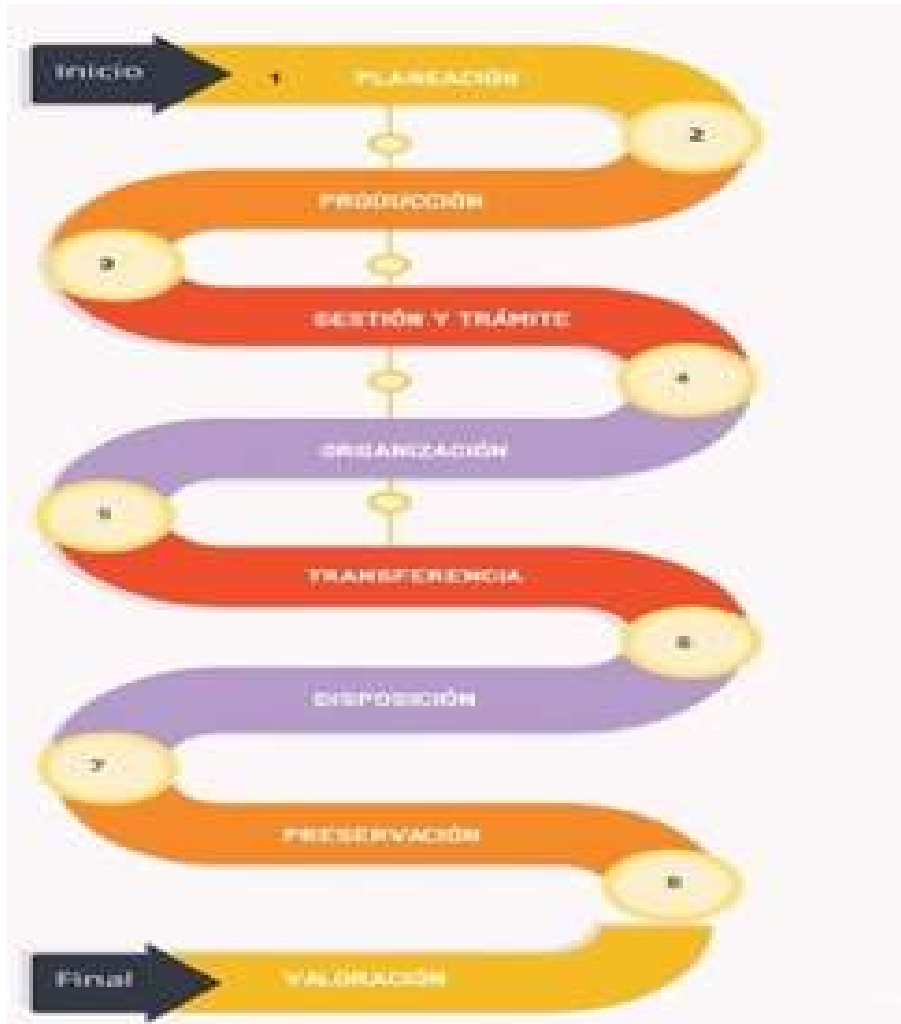 Inicio
1 PLANEACIÓN
2
PRODUCCIÓN
3
GESTIÓN Y TRÁMITE
4
ORGANIZACIÓN
5
TRANSFERENCIA
6
DISPOSICIÓN
7
PRESERVACIÓN
8
Final VALORACIÓN